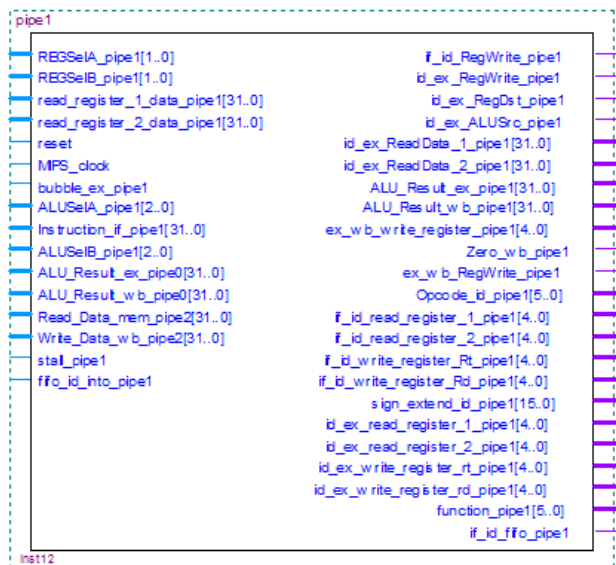 pipe1
REGSelA_pipe1[1..0]
REGSelB_pipe1[1..0]
read_register_1_data_pipe1[31..0]
read_register_2_data_pipe1[31..0]
reset
MIPS_clock
bubble_ex_pipe1
ALUSelA_pipe1[2..0]
Instruction_if_pipe1[31..0]
ALUSelB_pipe1[2..0]
ALU_Result_ex_pipe0[31..0]
ALU_Result_wb_pipe0[31..0]
Read_Data_mem_pipe2[31..0]
Write_Data_wb_pipe2[31..0]
stall_pipe1
fifo_id_into_pipe1
if_id_RegWrite_pipe1
id_ex_RegWrite_pipe1
id_ex_RegDst_pipe1
id_ex_ALUSrc_pipe1
id_ex_ReadData_1_pipe1[31..0]
id_ex_ReadData_2_pipe1[31..0]
ALU_Result_ex_pipe1[31..0]
ALU_Result_wb_pipe1[31..0]
ex_wb_write_register_pipe1[4..0]
Zero_wb_pipe1
ex_wb_RegWrite_pipe1
Opcode_id_pipe1[5..0]
if_id_read_register_1_pipe1[4..0]
if_id_read_register_2_pipe1[4..0]
if_id_write_register_Rt_pipe1[4..0]
if_id_write_register_Rd_pipe1[4..0]
sign_extend_id_pipe1[15..0]
id_ex_read_register_1_pipe1[4..0]
id_ex_read_register_2_pipe1[4..0]
id_ex_write_register_rt_pipe1[4..0]
id_ex_write_register_rd_pipe1[4..0]
function_pipe1[5..0]
if_id_fifo_pipe1
inst12